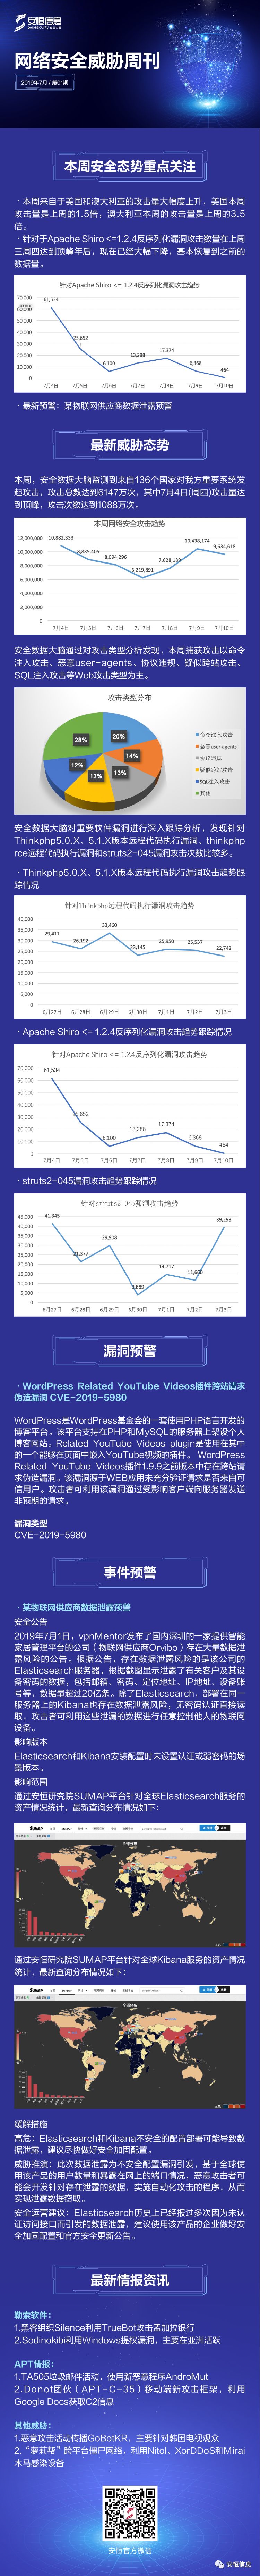 安恒信息
网络安全威胁周刊
2019年7月 / 第01期
本周安全态势重点关注
· 本周来自于美国和澳大利亚的攻击量大幅度上升，美国本周
攻击量是上周的1.5倍，澳大利亚本周的攻击量是上周的3.5
倍。
· 针对于Apache Shiro <=1.2.4反序列化漏洞攻击数量在上周
三周四达到顶峰年后，现在已经大幅下降，基本恢复到之前的
数据量。
针对Apache Shiro <= 1.2.4反序列化漏洞攻击趋势
70,000
60,000
50,000
40,000
30,000
20,000
10,000
0
61,534
25,652
6,100
13,288
17,374
6,368
464
7月4日 7月5日 7月6日 7月7日 7月8日 7月9日 7月10日
· 最新预警：某物联网供应商数据泄露预警
最新威胁态势
本周，安全数据大脑监测到来自136个国家对我方重要系统发
起攻击，攻击总数达到6147万次，其中7月4日(周四)攻击量达
到顶峰，攻击次数达到1088万次。
本周网络安全攻击趋势
12,000,000
10,000,000
8,000,000
6,000,000
4,000,000
2,000,000
0
10,882,333
8,885,405
8,094,296
6,219,891
7,628,189
10,438,174
9,634,618
7月4日 7月5日 7月6日 7月7日 7月8日 7月9日 7月10日
安全数据大脑通过对攻击类型分析发现，本周捕获攻击以命令
注入攻击、恶意user-agents、协议违规、疑似跨站攻击、
SQL注入攻击等Web攻击类型为主。
攻击类型分布
20%
14%
13%
13%
12%
28%
命令注入攻击
恶意user-agents
协议违规
疑似跨站攻击
SQL注入攻击
其他
安全数据大脑对重要软件漏洞进行深入跟踪分析，发现针对
Thinkphp5.0.X、5.1.X版本远程代码执行漏洞、thinkphp
rce远程代码执行漏洞和struts2-045漏洞攻击次数比较多。
· Thinkphp5.0.X、5.1.X版本远程代码执行漏洞攻击趋势跟
踪情况
针对Thinkphp远程代码执行漏洞攻击趋势
40,000
35,000
30,000
25,000
20,000
15,000
10,000
5,000
0
29,411
26,152
33,460
23,145
25,950
25,537
22,742
6月27日 6月28日 6月29日 6月30日 7月1日 7月2日 7月3日
· Apache Shiro <= 1.2.4反序列化漏洞攻击趋势跟踪情况
针对Apache Shiro <= 1.2.4反序列化漏洞攻击趋势
70,000
60,000
50,000
40,000
30,000
20,000
10,000
0
61,534
25,652
6,100
13,288
17,374
6,368
464
7月4日 7月5日 7月6日 7月7日 7月8日 7月9日 7月10日
· struts2-045漏洞攻击趋势跟踪情况
针对struts2-045漏洞攻击趋势
45,000
40,000
35,000
30,000
25,000
20,000
15,000
10,000
5,000
0
41,345
21,377
29,908
14,717
39,293
6月27日 6月28日 6月29日 6月30日 7月1日 7月2日 7月3日
漏洞预警
· WordPress Related YouTube Videos插件跨站请求
伪造漏洞 CVE-2019-5980
WordPress是WordPress基金会的一套使用PHP语言开发的
博客平台。该平台支持在PHP和MySQL的服务器上架设个人
博客网站。Related YouTube Videos plugin是使用在其中
的一个能够在页面中嵌入YouTube视频的插件。 WordPress
Related YouTube Videos插件1.9.9之前版本中存在跨站请
求伪造漏洞。该漏洞源于WEB应用未充分验证请求是否来自可
信用户。攻击者可利用该漏洞通过受影响客户端向服务器发送
非预期的请求。
漏洞类型
CVE-2019-5980
事件预警
· 某物联网供应商数据泄露预警
安全公告
2019年7月1日，vpnMentor发布了国内深圳的一家提供智能
家居管理平台的公司（物联网供应商Orvibo）存在大量数据泄
露风险的公告。根据公告，存在数据泄露风险的是该公司的
Elasticsearch服务器，根据截图显示泄露了有关客户及其设
备密码的数据，包括邮箱、密码、定位地址、IP地址、设备账
号等，数据量超过20亿条。除了Elasticsearch，部署在同一
服务器上的Kibana也存在数据泄露风险，无密码认证直接读
取，攻击者可利用这些泄漏的数据进行任意控制他人的物联网
设备。
影响版本
Elasticsearch和Kibana安装配置时未设置认证或弱密码的场
景版本。
影响范围
通过安恒研究院SUMAP平台针对全球Elasticsearch服务的
资产情况统计，最新查询分布情况如下：
SUMAP
全球分布
通过安恒研究院SUMAP平台针对全球Kibana服务的资产情况
统计，最新查询分布情况如下：
SUMAP
全球分布
缓解措施
高危：Elasticsearch和Kibana不安全的配置部署可能导致数
据泄露，建议尽快做好安全加固配置。
威胁推演：此次数据泄露为不安全配置漏洞引发，基于全球使
用该产品的用户数量和暴露在网上的端口情况，恶意攻击者可
能会开发针对存在泄露的数据，实施自动化攻击的程序，从而
实现泄露数据窃取。
安全运营建议：Elasticsearch历史上已经报过多次因为未认
证访问接口而引发的数据泄露，建议使用该产品的企业做好安
全加固配置和官方安全更新公告。
最新情报资讯
勒索软件：
1.黑客组织Silence利用TrueBot攻击孟加拉银行
2.Sodinokibi利用Windows提权漏洞，主要在亚洲活跃
APT情报：
1.TA505垃圾邮件活动，使用新恶意程序AndroMut
2.Donot团伙（APT-C-35）移动端新攻击框架，利用
Google Docs获取C2信息
其他威胁：
1.恶意攻击活动传播GoBotKR，主要针对韩国电视观众
2.“萝莉帮”跨平台僵尸网络，利用Nitol、XorDDoS和Mirai
木马感染设备
安恒官方微信
安恒信息